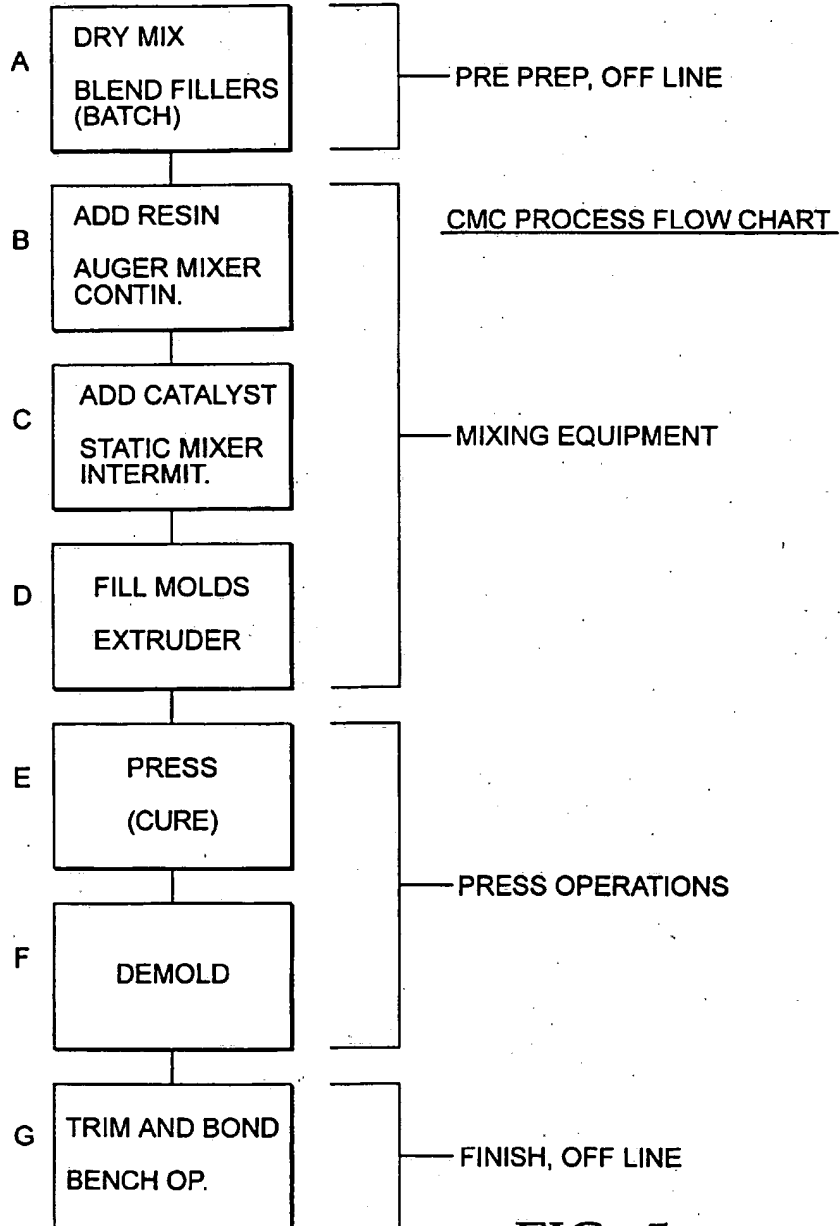 A
DRY MIX
BLEND FILLERS
(BATCH)
PRE PREP, OFF LINE
CMC PROCESS FLOW CHART
B
ADD RESIN
AUGER MIXER
CONTIN.
C
ADD CATALYST
STATIC MIXER
INTERMIT.
MIXING EQUIPMENT
D
FILL MOLDS
EXTRUDER
E
PRESS
(CURE)
PRESS OPERATIONS
F
DEMOLD
G
TRIM AND BOND
BENCH OP.
FINISH, OFF LINE